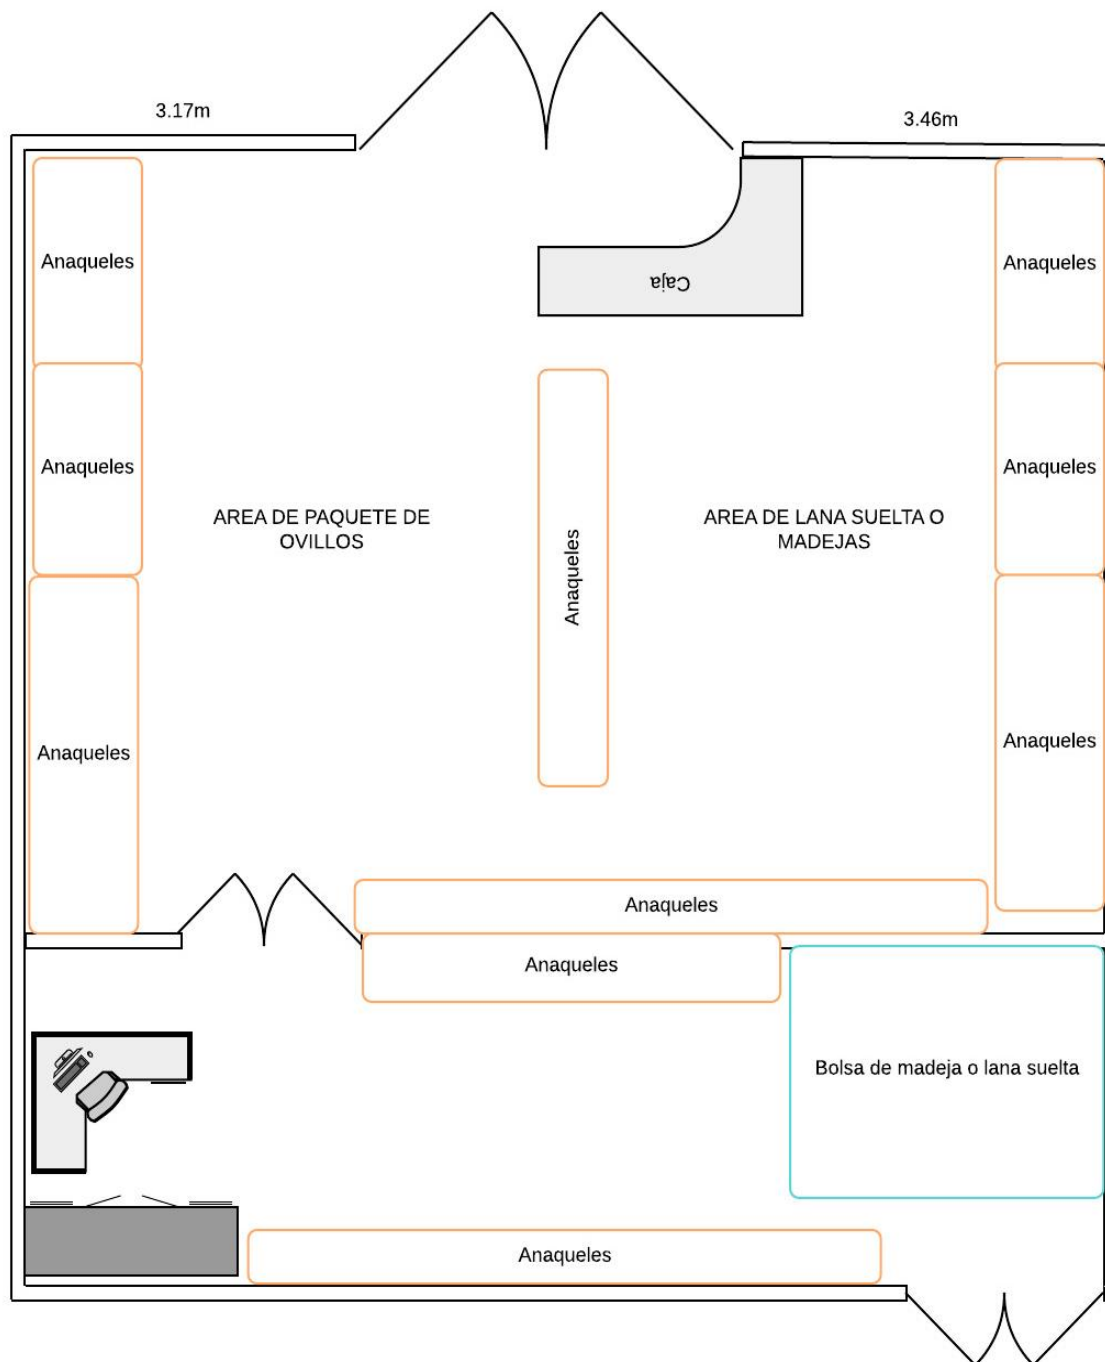 3.17m
3.46m
Anaqueles
Anaqueles
Caja
Anaqueles
Anaqueles
AREA DE PAQUETE DE
OVILLOS
AREA DE LANA SUELTA O
MADEJAS
Anaqueles
Anaqueles
Anaqueles
Anaqueles
Anaqueles
Bolsa de madeja o lana suelta
Anaqueles